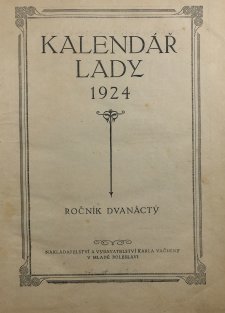 KALENDÁŘ
LADY
1924
ROČNÍK DVANÁCTÝ
NAKLADATELSTVÍ A VYDAVATELSTVÍ KARLA VAČLENY
V MLADÉ BOLESLAVI